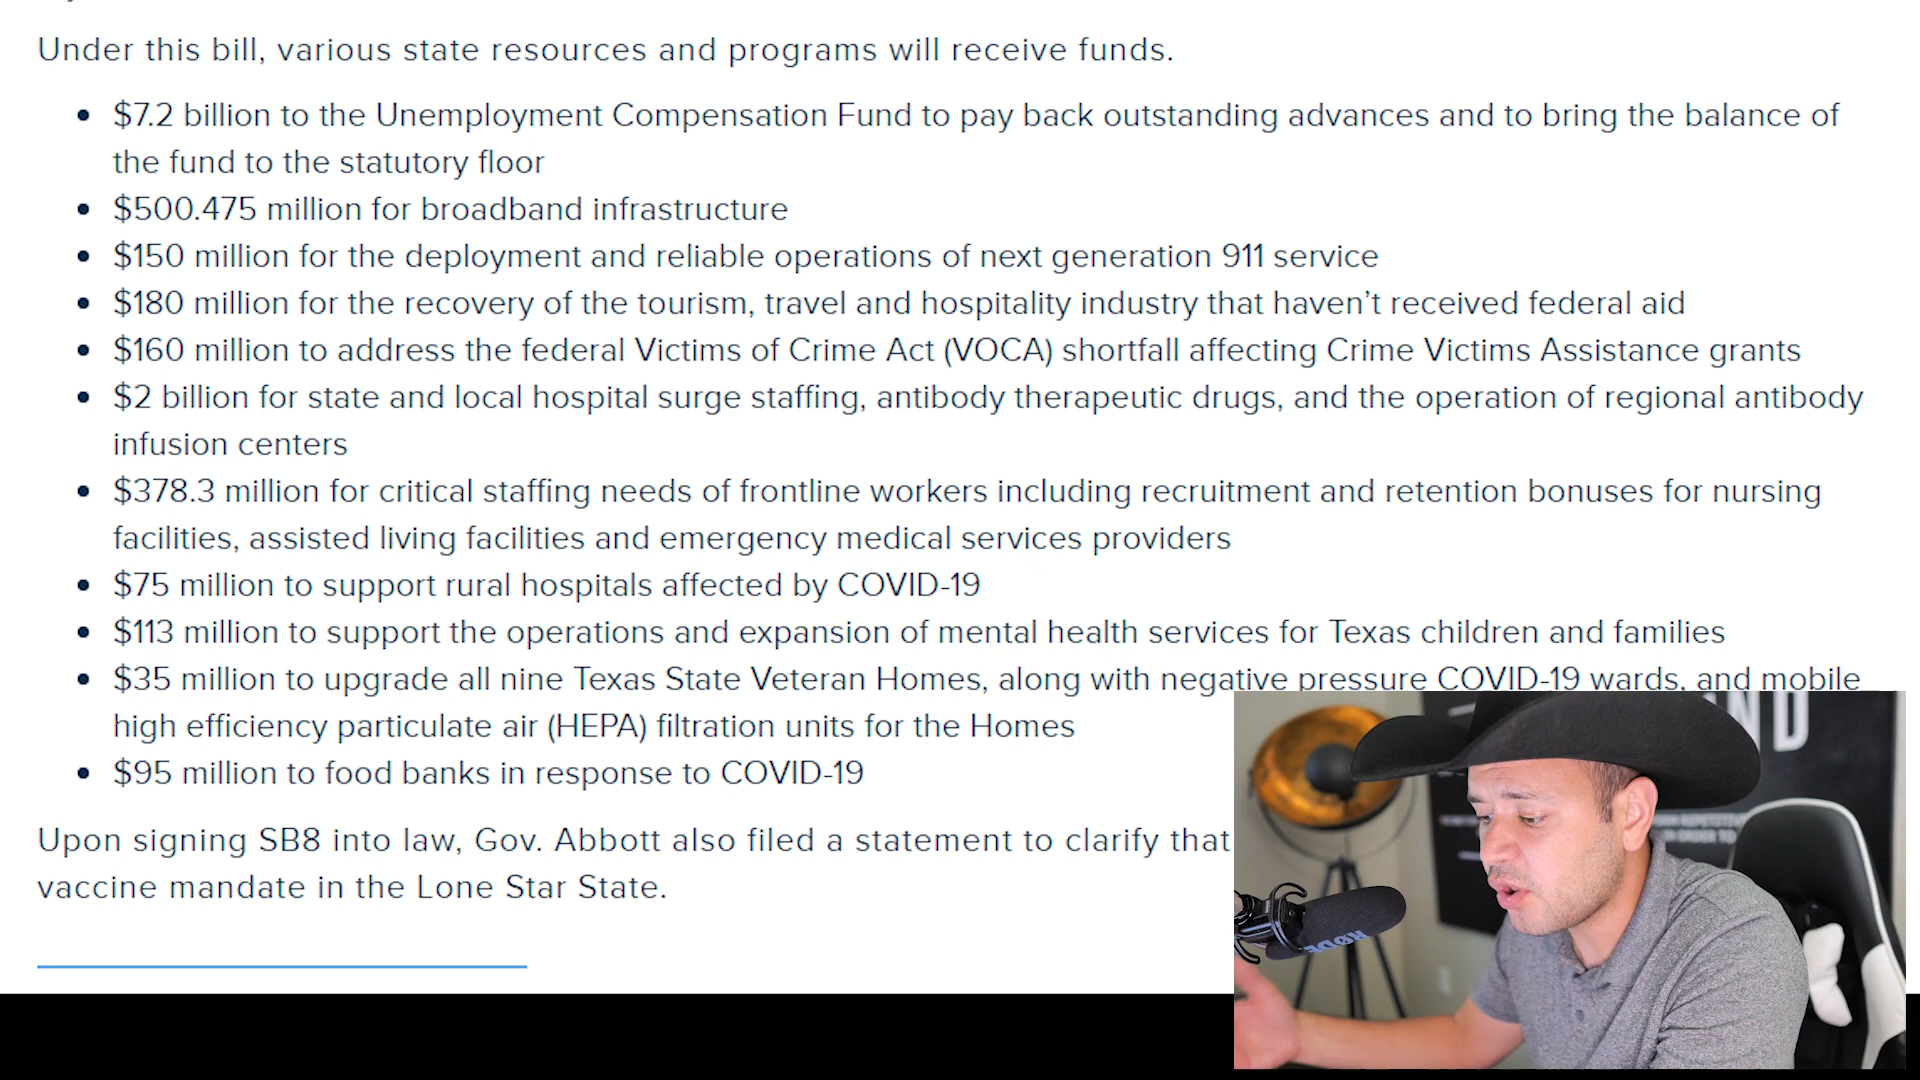 Under this bill, various state resources and programs will receive funds.
• $7.2 billion to the Unemployment Compensation Fund to pay back outstanding advances and to bring the balance of
the fund to the statutory floor
• $500.475 million for broadband infrastructure
• $150 million for the deployment and reliable operations of next generation 911 service
• $180 million for the recovery of the tourism, travel and hospitality industry that haven't received federal aid
• $160 million to address the federal Victims of Crime Act (VOCA) shortfall affecting Crime Victims Assistance grants
• $2 billion for state and local hospital surge staffing, antibody therapeutic drugs, and the operation of regional antibody
infusion centers
• $378.3 million for critical staffing needs of frontline workers including recruitment and retention bonuses for nursing
facilities, assisted living facilities and emergency medical services providers
• $75 million to support rural hospitals affected by COVID-19
• $113 million to support the operations and expansion of mental health services for Texas children and families
• $35 million to upgrade all nine Texas State Veteran Homes, along with negative pressure COVID-19 wards, and mobile
high efficiency particulate air (HEPA) filtration units for the Homes
• $95 million to food banks in response to COVID-19
Upon signing SB8 into law, Gov. Abbott also filed a statement to clarify that
vaccine mandate in the Lone Star State.
RØDE